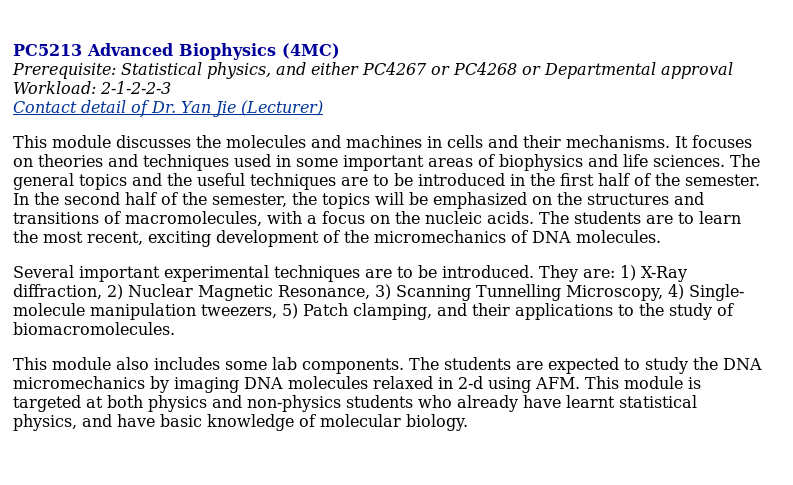 PC5213 Advanced Biophysics (4MC)
Prerequisite: Statistical physics, and either PC4267 or PC4268 or Departmental approval
Workload: 2-1-2-2-3
Contact detail of Dr. Yan Jie (Lecturer)
This module discusses the molecules and machines in cells and their mechanisms. It focuses
on theories and techniques used in some important areas of biophysics and life sciences. The
general topics and the useful techniques are to be introduced in the first half of the semester.
In the second half of the semester, the topics will be emphasized on the structures and
transitions of macromolecules, with a focus on the nucleic acids. The students are to learn
the most recent, exciting development of the micromechanics of DNA molecules.
Several important experimental techniques are to be introduced. They are: 1) X-Ray
diffraction, 2) Nuclear Magnetic Resonance, 3) Scanning Tunnelling Microscopy, 4) Single-
molecule manipulation tweezers, 5) Patch clamping, and their applications to the study of
biomacromolecules.
This module also includes some lab components. The students are expected to study the DNA
micromechanics by imaging DNA molecules relaxed in 2-d using AFM. This module is
targeted at both physics and non-physics students who already have learnt statistical
physics, and have basic knowledge of molecular biology.